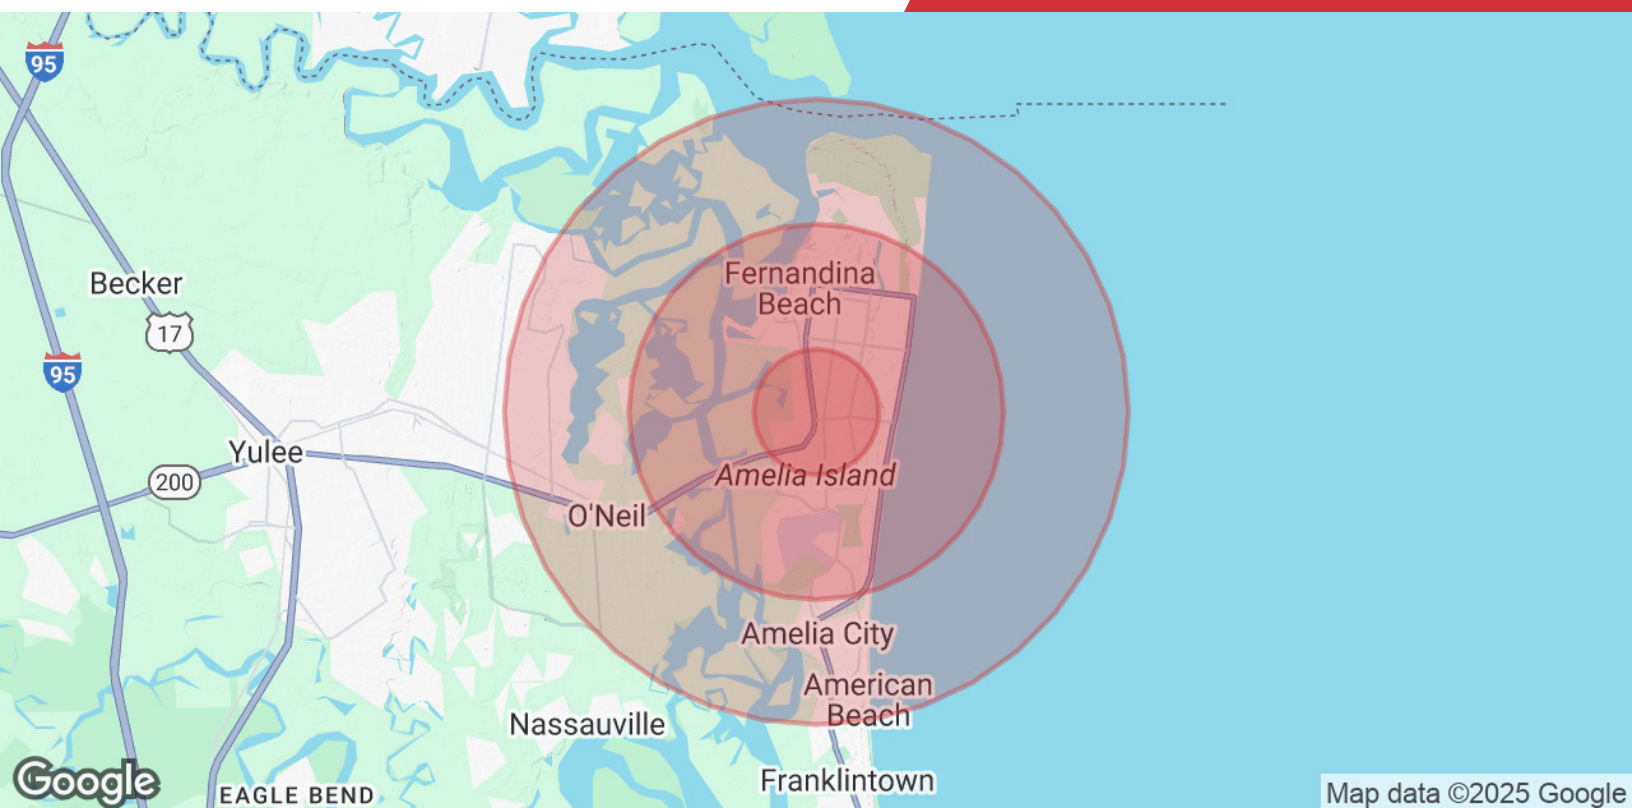 95
Becker
17
Fernandina
Beach
95
Yulee
200
Amelia Island
O'Neil
Amelia City
American
Beach
Nassauville
Franklintown
EAGLE BEND
Google
Map data ©2025 Google